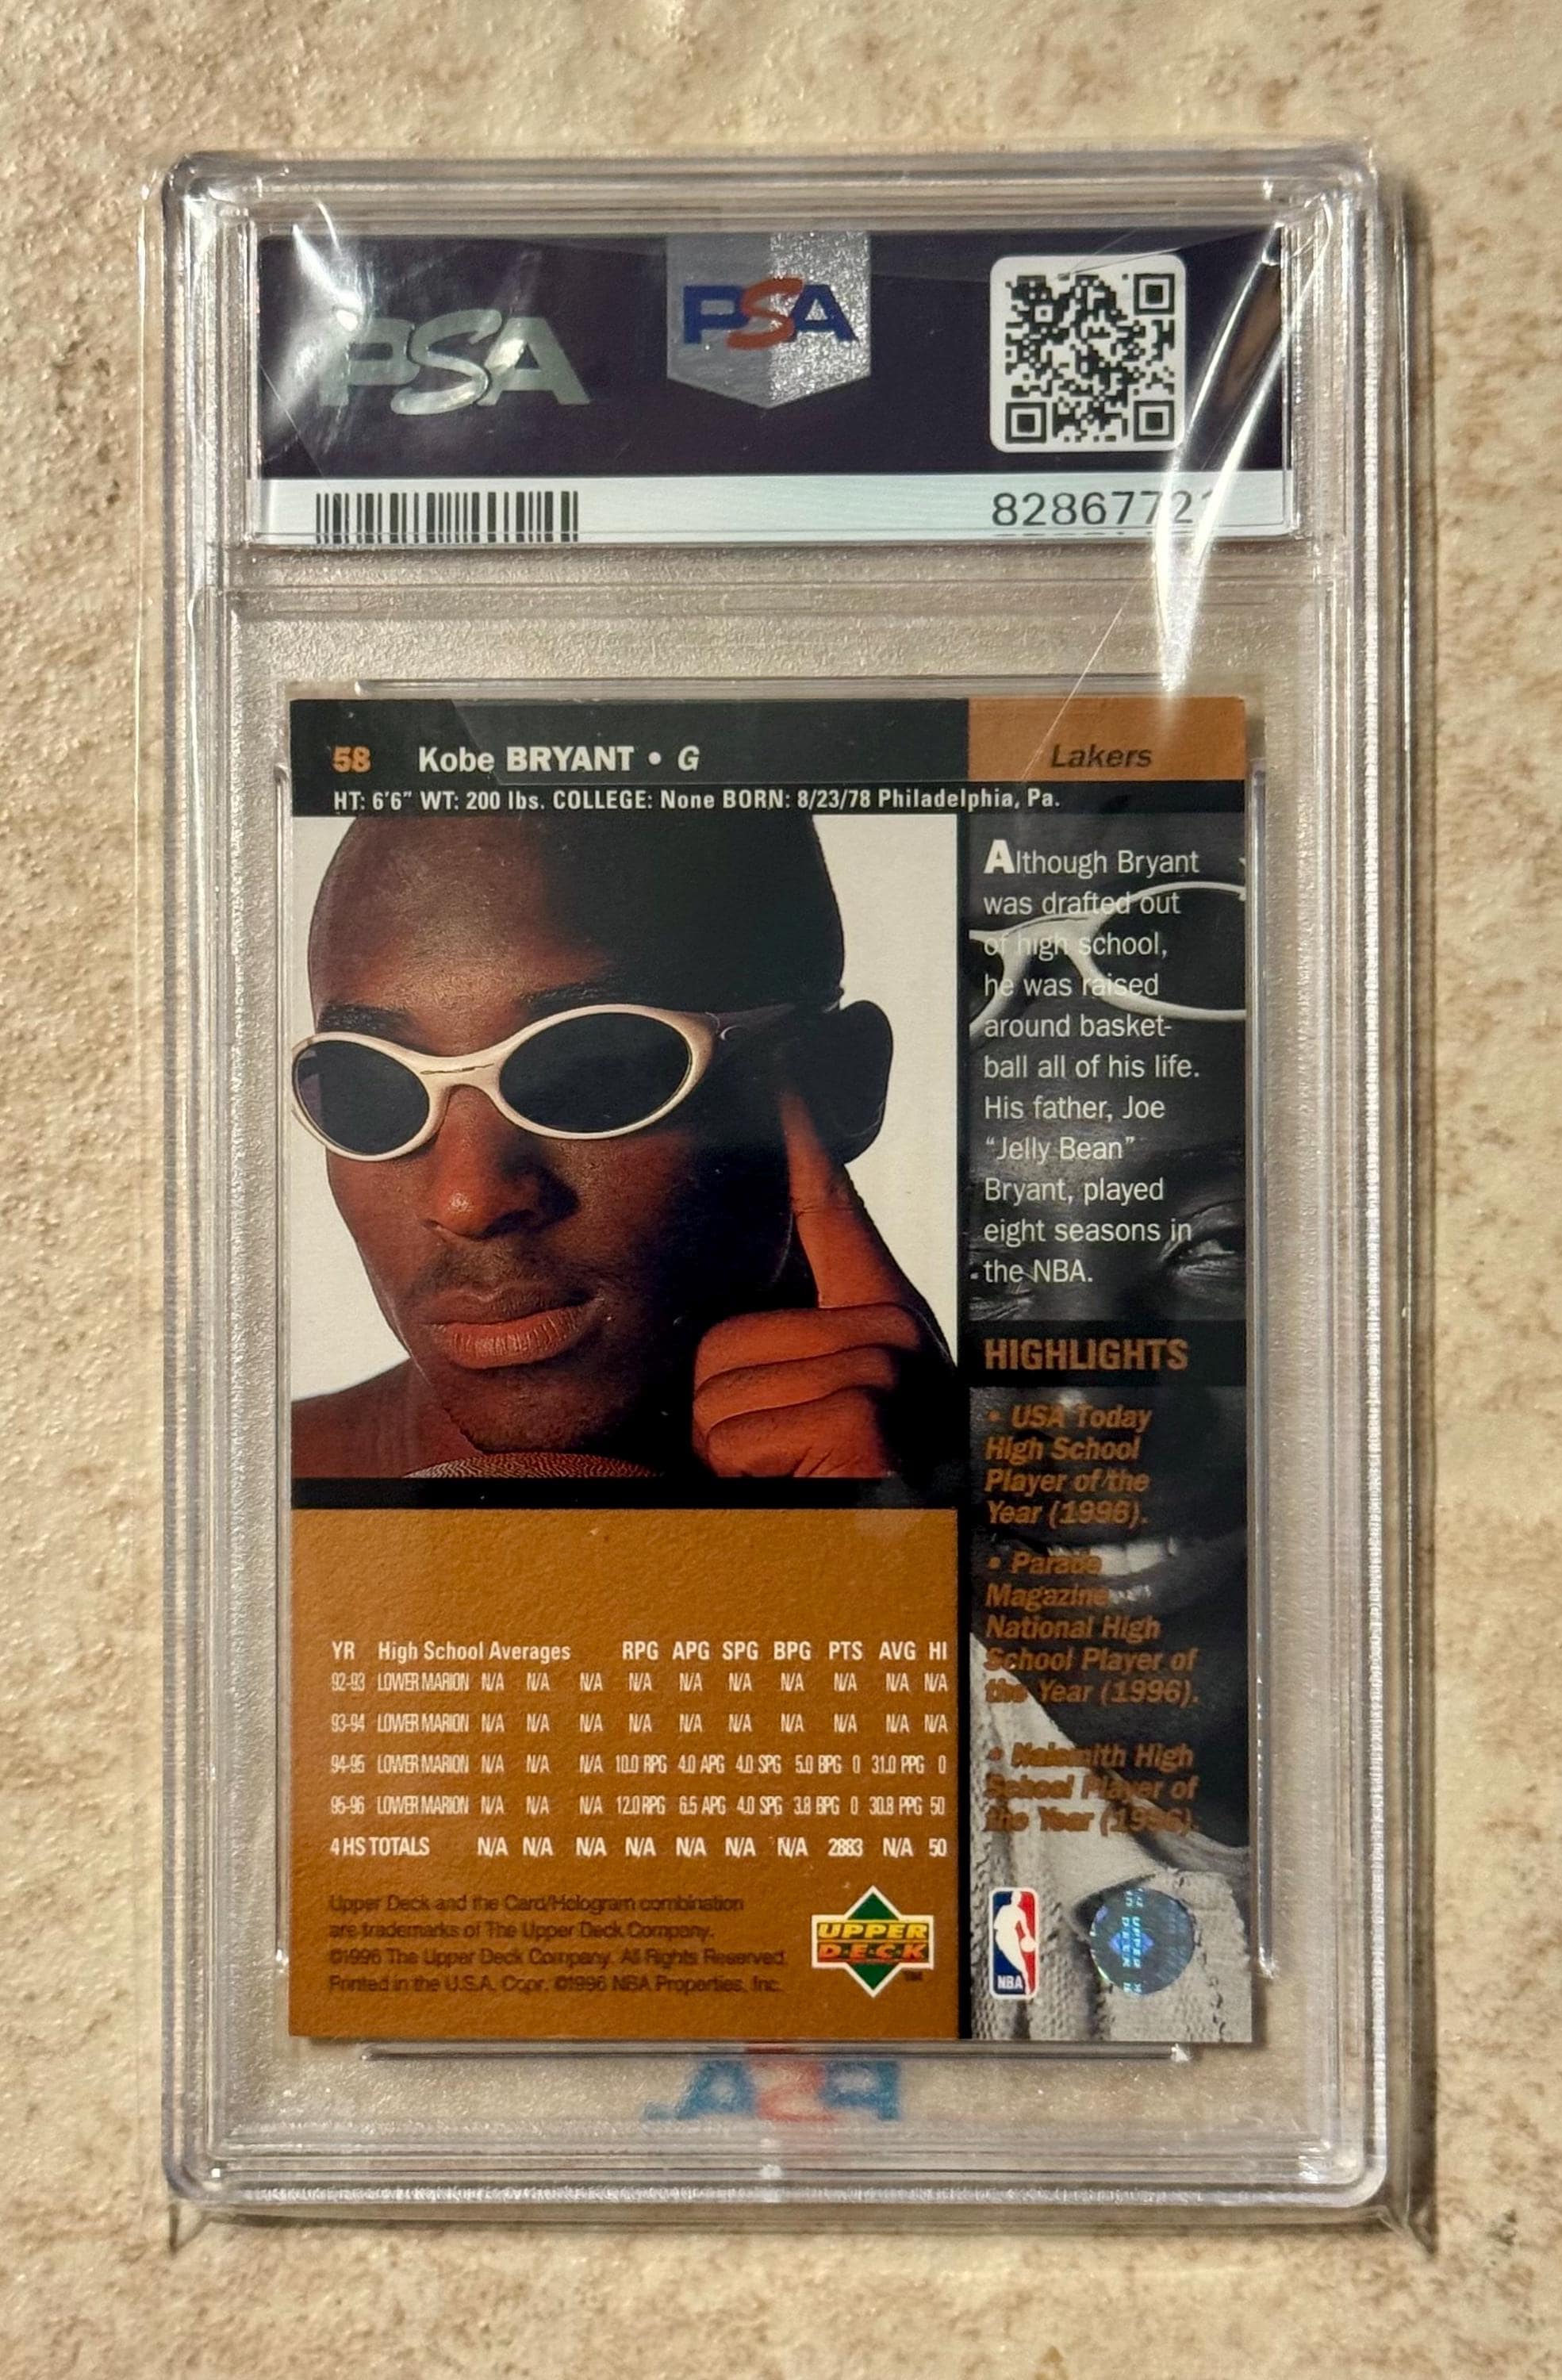 PSA
PSA
8286772
58 Kobe BRYANT • G
Lakers
HT: 6'6" WT: 200 lbs. COLLEGE: None BORN: 8/23/78 Philadelphia, Pa.
Although Bryant
was drafted out
of high school,
he was raised
around basket-
ball all of his life.
His father, Joe
“Jelly Bean”
Bryant, played
eight seasons in
the NBA.
HIGHLIGHTS
• USA Today
High School
Player of the
Year (1996).
• Parade
Magazine
National High
School Player of
the Year (1996).
• Naismith High
School Player of
the Year (1996).
YR High School Averages RPG APG SPG BPG PTS AVG HI
92-93 LOWER MARION N/A N/A N/A N/A N/A N/A N/A N/A N/A N/A
93-94 LOWER MARION N/A N/A N/A N/A N/A N/A N/A N/A N/A N/A
94-95 LOWER MARION N/A N/A N/A 10.0 RPG 4.0 APG 4.0 SPG 5.0 BPG 0 31.0 PPG 0
95-96 LOWER MARION N/A N/A N/A 12.0 RPG 6.5 APG 4.0 SPG 3.8 BPG 0 30.8 PPG 50
4 HS TOTALS N/A N/A N/A N/A N/A N/A N/A 2883 N/A 50
Upper Deck and the Card/Hologram combination
are trademarks of The Upper Deck Company.
©1996 The Upper Deck Company. All Rights Reserved.
Printed in the U.S.A. Copr. ©1996 NBA Properties, Inc.
UPPER
DECK
TM
NBA
UPPER
DECK
PSA